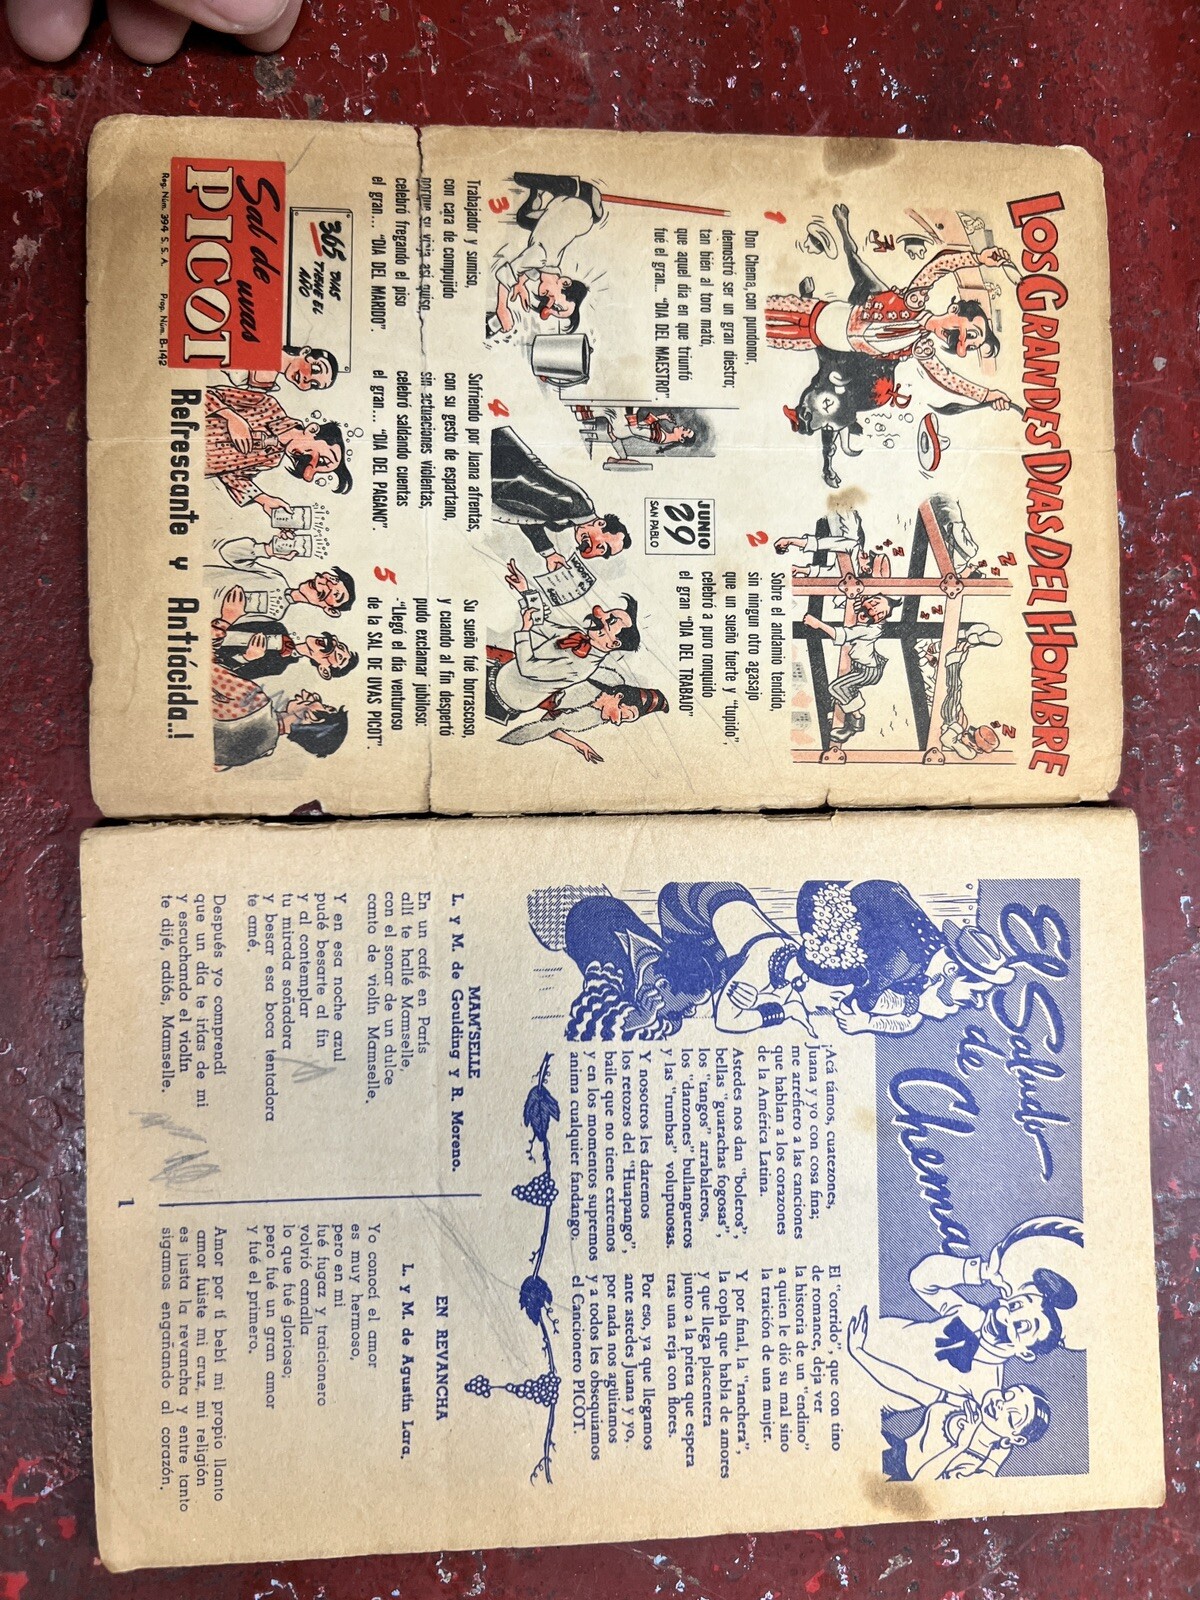 LOS GRANDES DIAS DEL HOMBRE
1
Don Chema, con pundonor,
demostró ser un gran diestro;
tan bién al toro mató,
que aquel día en que triunfó
fué el gran.. "DIA DEL MAESTRO".
2
Sobre el andamio tendido,
sin ningun otro agasajo
que un sueño fuerte y "tupido",
celebró a puro ronquido
el gran "DIA DEL TRABAJO"
JUNIO
29
SAN PABLO
3
Trabajador y sumiso,
con cara de compungido
porque su vieja así quiso,
celebró fregando el piso
el gran... "DIA DEL MARIDO".
4
Sufriendo por Juana afrentas,
con su gesto de espartano,
sin actuaciones violentas,
celebró saldando cuentas
el gran... "DIA DEL PAGANO".
5
Su sueño fué borrascoso,
y cuando al fin despertó
pudo exclamar jubiloso:
-"Llegó el día venturoso
de la SAL DE UVAS PICOT".
365 DIAS
TIENE EL
AÑO
Sal de uvas
PICOT
Refrescante y Antiácida..!
Reg. Núm. 394 S. S. A. Prop. Núm. B-142
El Saludo
de Chema
¡Acá támos, cuatezones,
Juana y yo con cosa fina;
me arrefiero a las canciones
que hablan a los corazones
de la América Latina.
Astedes nos dan "boleros",
bellas "guarachas fogosas",
los "tangos" arrabaleros,
los "danzones" bullangueros
y las "rumbas" voluptuosas.
Y nosotros les daremos
los retozos del "Huapango",
baile que no tiene extremos
y en los momentos supremos
anima cualquier fandango.
El "corrido", que con tino
de romance, deja ver
la historia de un "endino"
a quien le dió su mal sino
la traición de una mujer.
Y por final, la "ranchera",
la copla que habla de amores
y que llega placentera
junto a la prieta que espera
tras una reja con flores.
Por eso, ya que llegamos
ante astedes Juana y yo,
por nada nos agüitamos
y a todos les obsequiamos
el Cancionero PICOT.
MAM'SELLE
L. y M. de Goulding y R. Moreno.
En un café en París
allí te hallé Mamselle,
con el sonar de un dulce
canto de violín Mamselle.
Y en esa noche azul
pudé besarte al fin
y al contemplar
tu mirada soñadora
y besar esa boca tentadora
te amé.
Después yo comprendí
que un día te irías de mi
y escuchando el violín
te dijé, adiós, Mamselle.
EN REVANCHA
L. y M. de Agustín Lara.
Yo conocí el amor
es muy hermoso,
pero en mi
fué fugaz y traicionero
volvió canalla
lo que fué glorioso;
pero fué un gran amor
y fué el primero.
Amor por tí bebí mi propio llanto
amor fuiste mi cruz, mi religión
es justa la revancha y entre tanto
sigamos engañando al corazón.
1